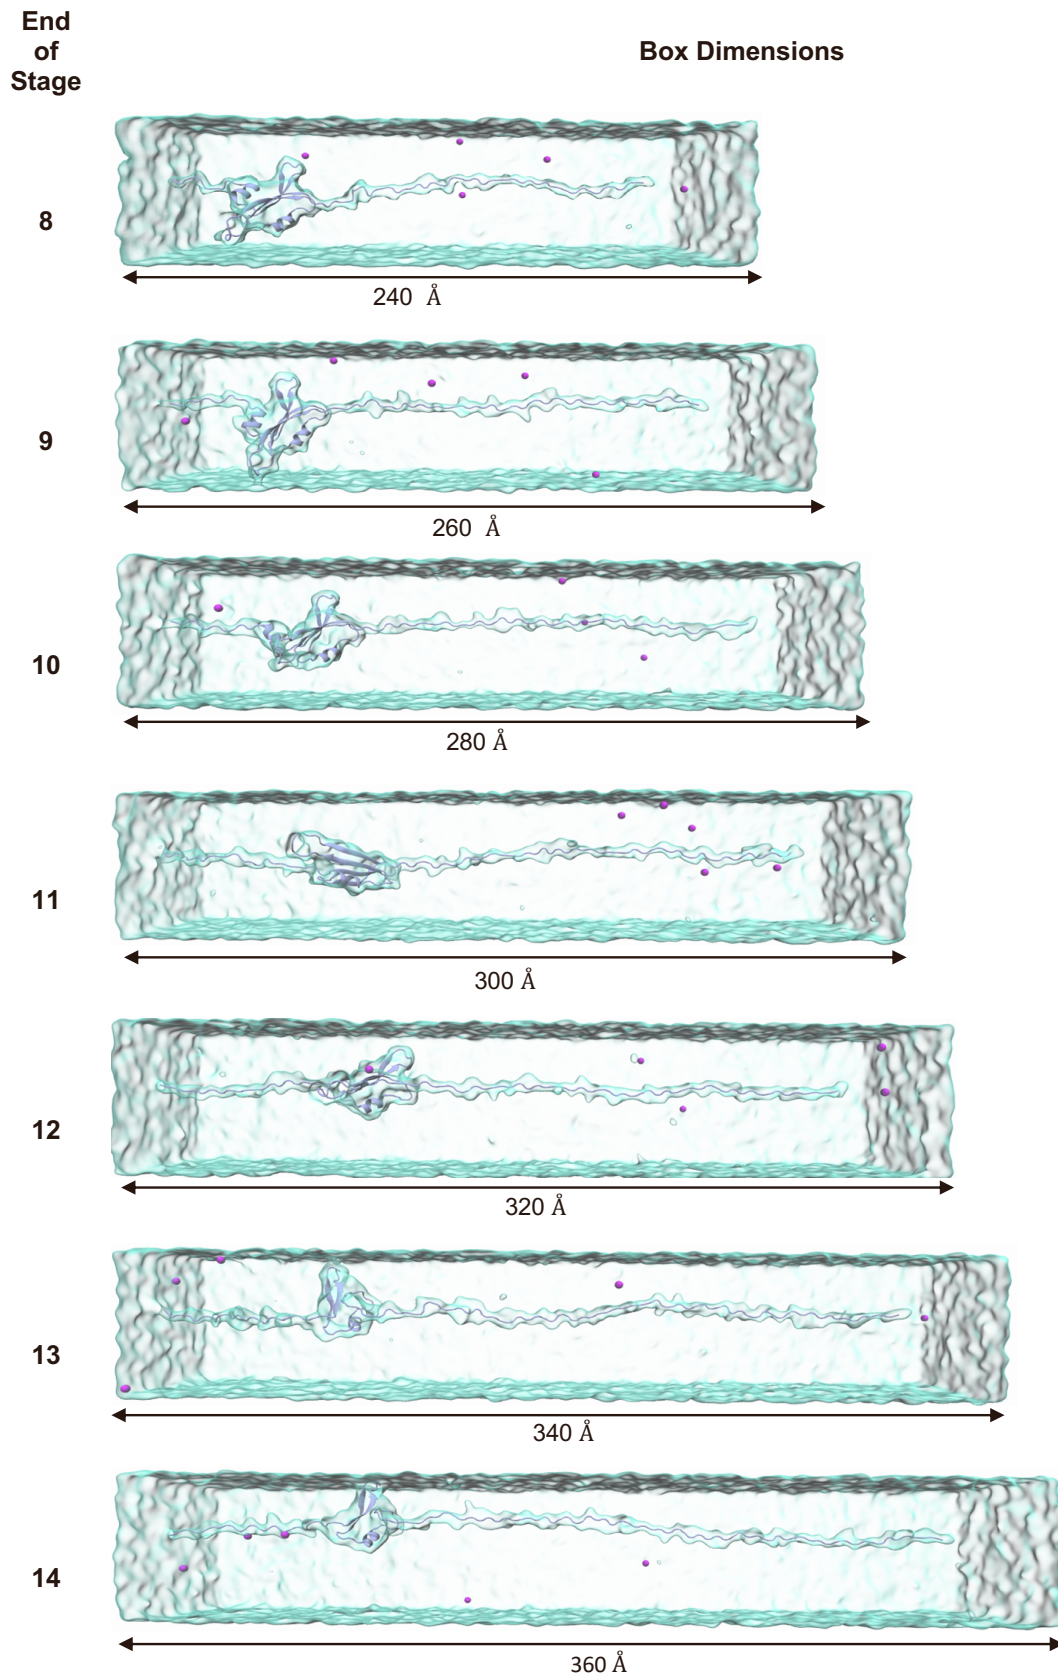 End
of
Stage
Box Dimensions
8
240 Å
9
260 Å
10
280 Å
11
300 Å
12
320 Å
13
340 Å
14
360 Å